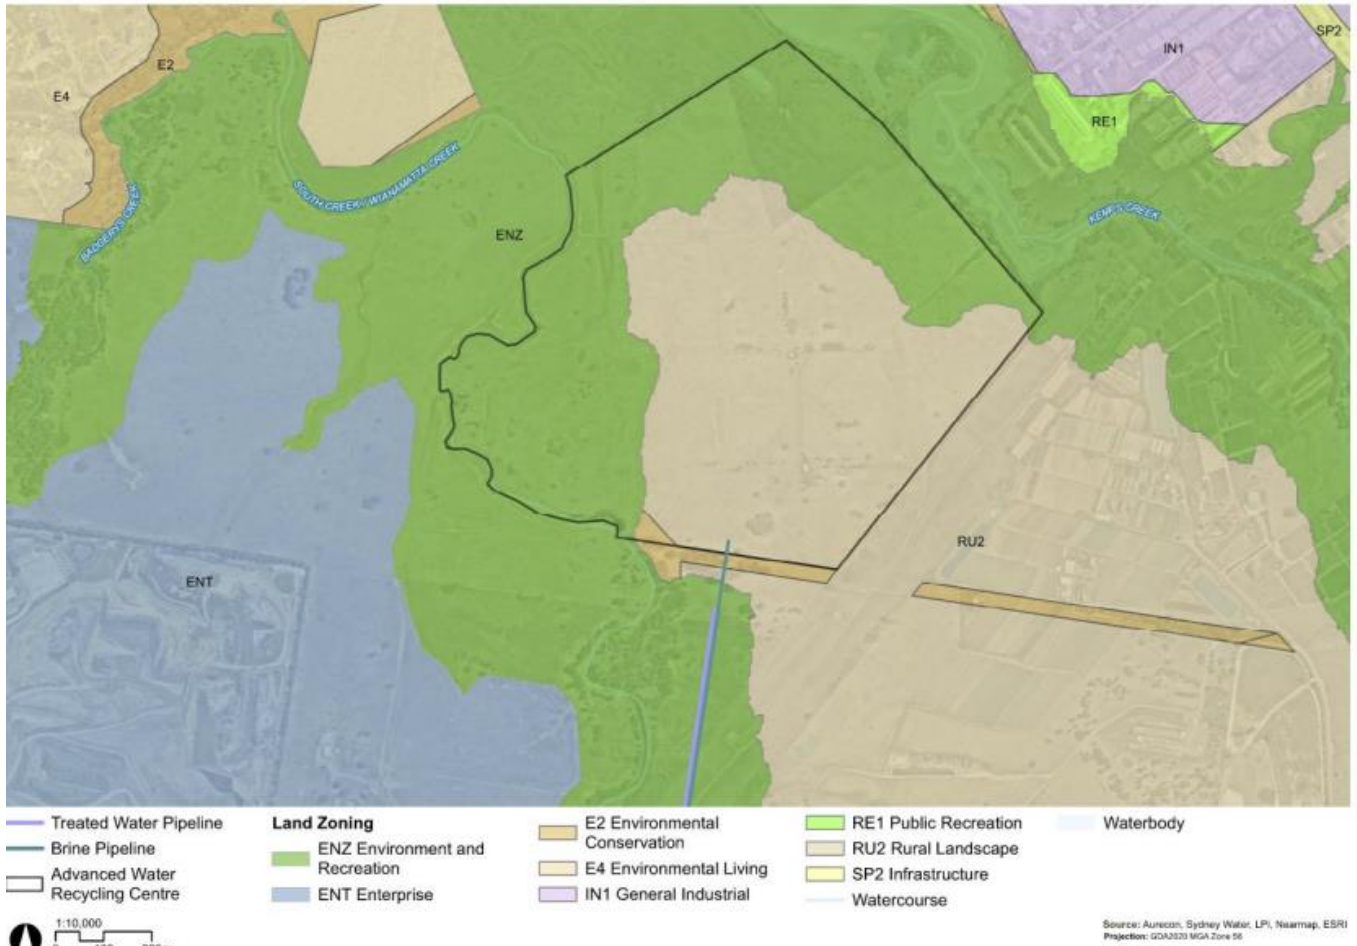 SP2
IN1
E2
E4
RE1
SOUTH CREEK / WIANAMATTA CREEK
BADGERYS CREEK
KEMPS CREEK
ENZ
RU2
ENT
Treated Water Pipeline
Brine Pipeline
Advanced Water
Recycling Centre
Land Zoning
ENZ Environment and
Recreation
ENT Enterprise
E2 Environmental
Conservation
E4 Environmental Living
IN1 General Industrial
RE1 Public Recreation
RU2 Rural Landscape
SP2 Infrastructure
Watercourse
Waterbody
1:10,000
Source: Aurecon, Sydney Water, LPI, Nearmap, ESRI
Projection: GDA2020 MGA Zone 56